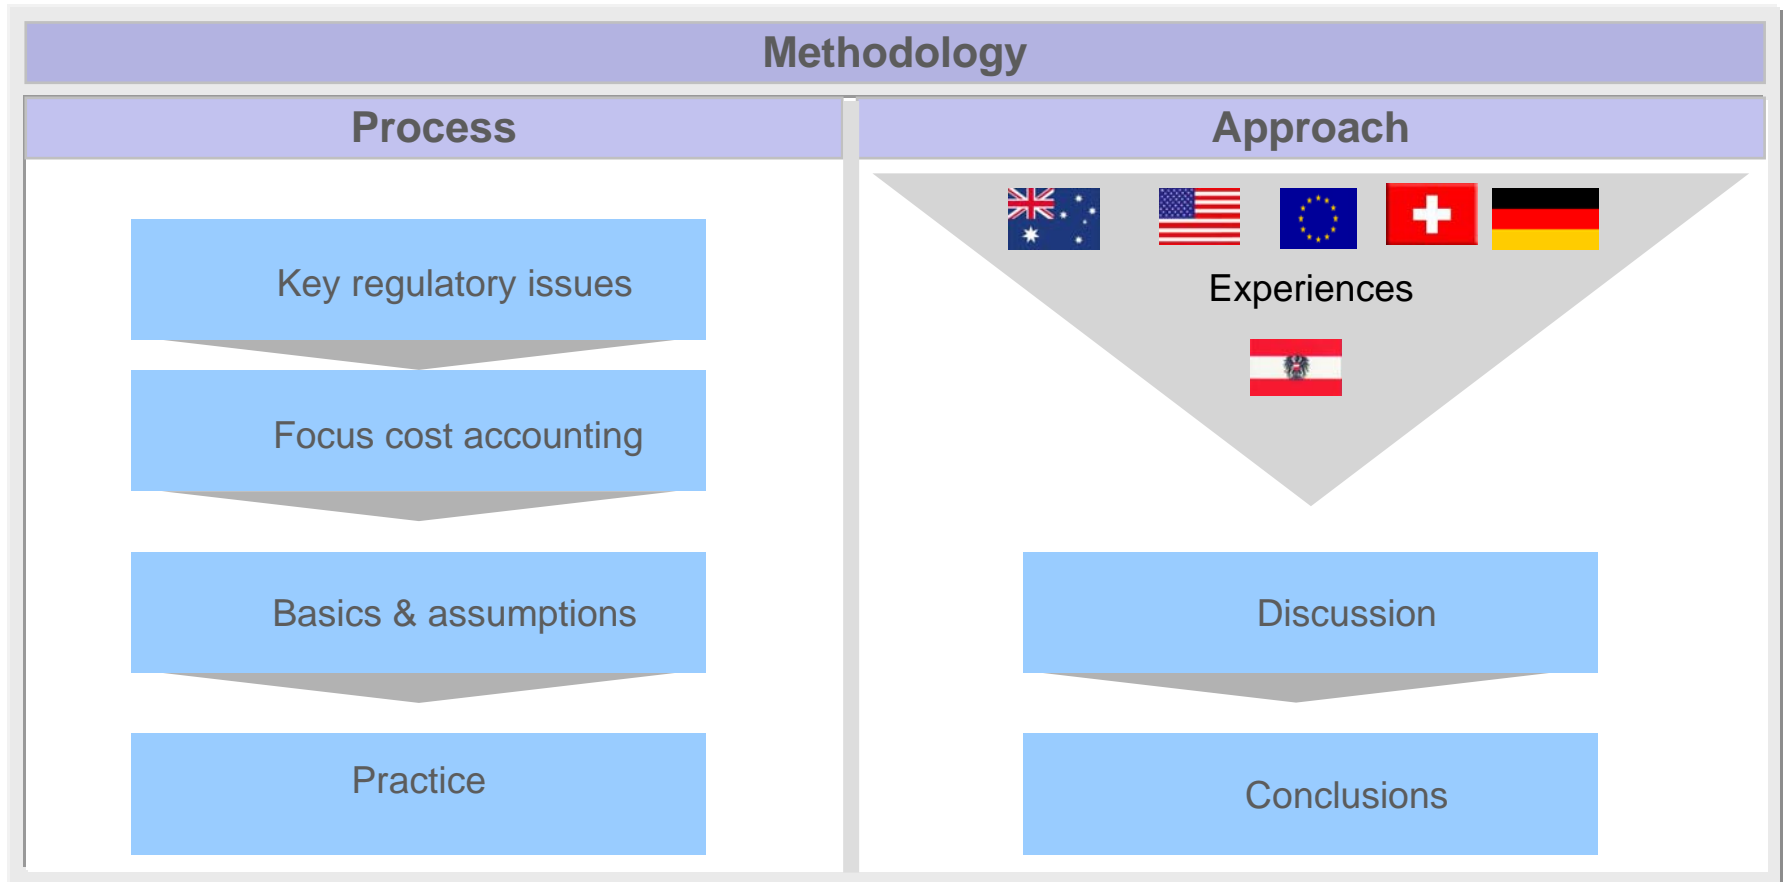 Methodology
Process
Key regulatory issues
Focus cost accounting
Basics & assumptions
Practice
Approach
Experiences
Discussion
Conclusions